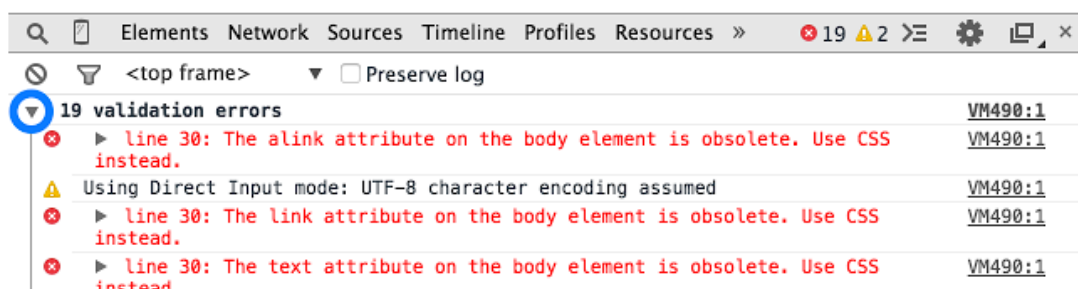 Elements Network Sources Timeline Profiles Resources » 19 2
<top frame> Preserve log
19 validation errors VM490:1
line 30: The alink attribute on the body element is obsolete. Use CSS VM490:1
instead.
Using Direct Input mode: UTF-8 character encoding assumed VM490:1
line 30: The link attribute on the body element is obsolete. Use CSS VM490:1
instead.
line 30: The text attribute on the body element is obsolete. Use CSS VM490:1
instead.